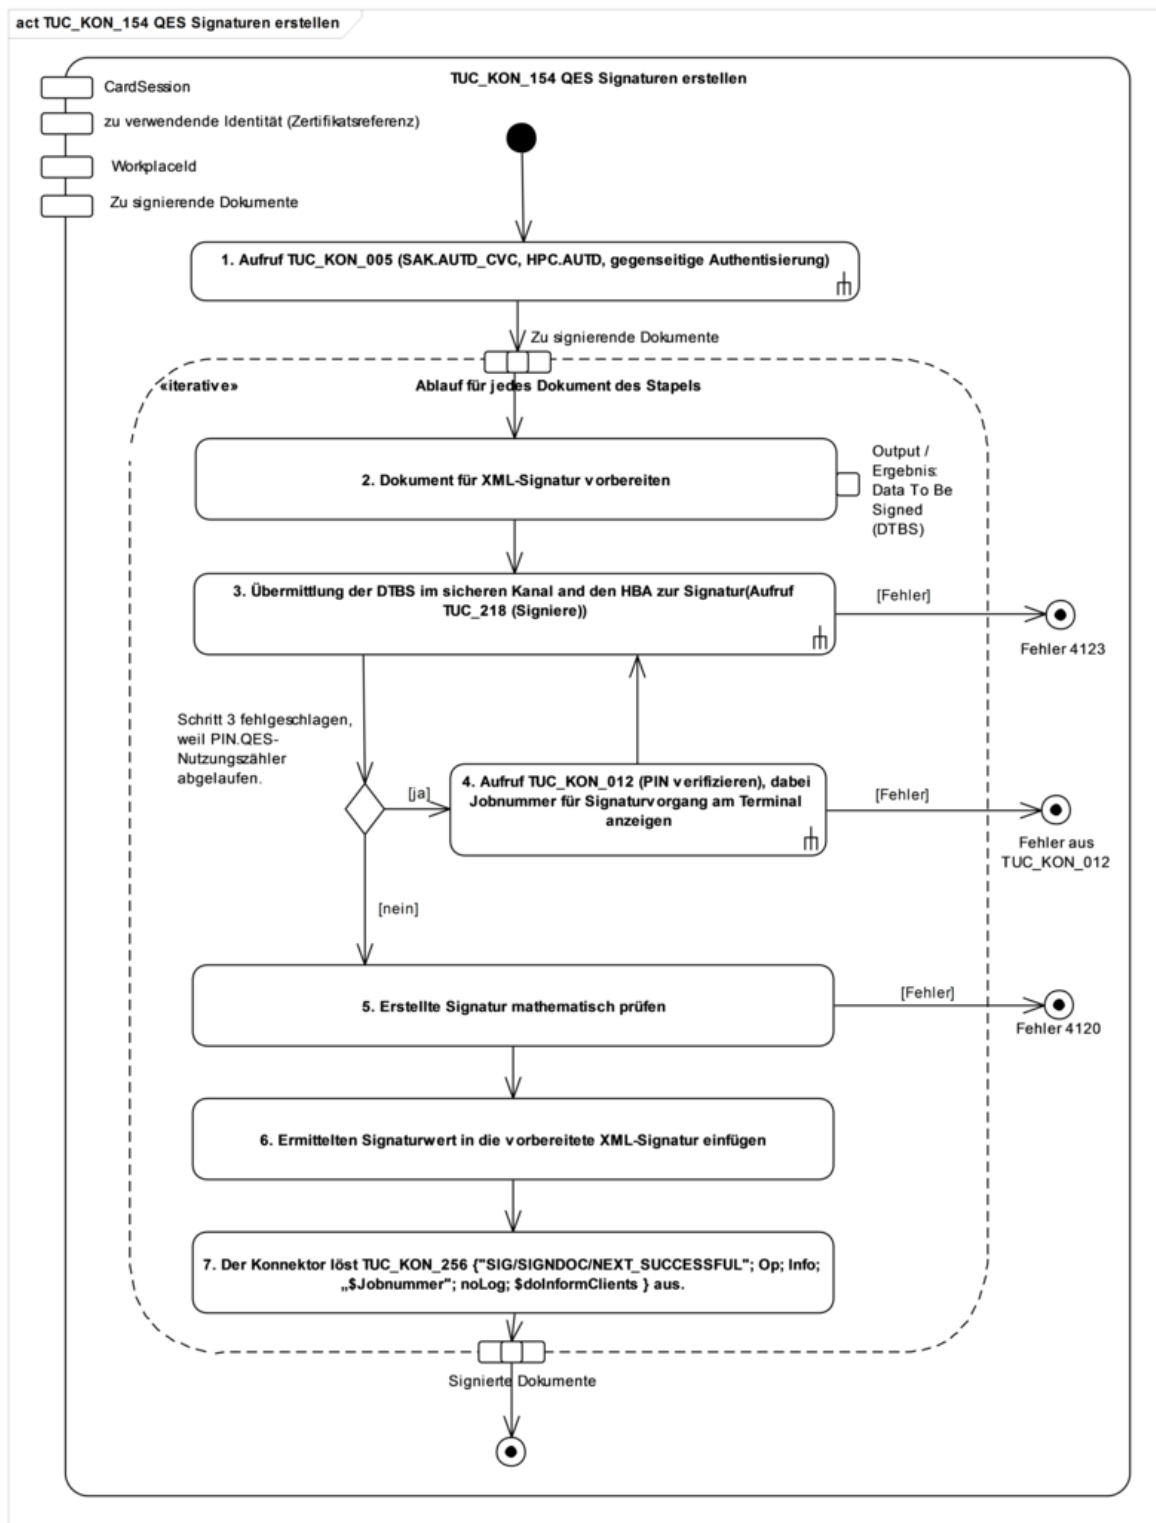 act TUC_KON_154 QES Signaturen erstellen
TUC_KON_154 QES Signaturen erstellen
CardSession
zu verwendende Identität (Zertifikatsreferenz)
WorkplaceId
Zu signierende Dokumente
1. Aufruf TUC_KON_005 (SAK.AUTD_CVC, HPC.AUTD, gegenseitige Authentisierung)
Zu signierende Dokumente
«iterative»
Ablauf für jedes Dokument des Stapels
2. Dokument für XML-Signatur vorbereiten
Output /
Ergebnis:
Data To Be
Signed
(DTBS)
3. Übermittlung der DTBS im sicheren Kanal and den HBA zur Signatur(Aufruf
TUC_218 (Signiere))
[Fehler]
Fehler 4123
Schritt 3 fehlgeschlagen,
weil PIN.QES-
Nutzungszähler
abgelaufen.
[ja]
4. Aufruf TUC_KON_012 (PIN verifizieren), dabei
Jobnummer für Signaturvorgang am Terminal
anzeigen
[Fehler]
Fehler aus
TUC_KON_012
[nein]
5. Erstellte Signatur mathematisch prüfen
[Fehler]
Fehler 4120
6. Ermittelten Signaturwert in die vorbereitete XML-Signatur einfügen
7. Der Konnektor löst TUC_KON_256 {"SIG/SIGNDOC/NEXT_SUCCESSFUL"; Op; Info;
„$Jobnummer"; noLog; $doInformClients } aus.
Signierte Dokumente